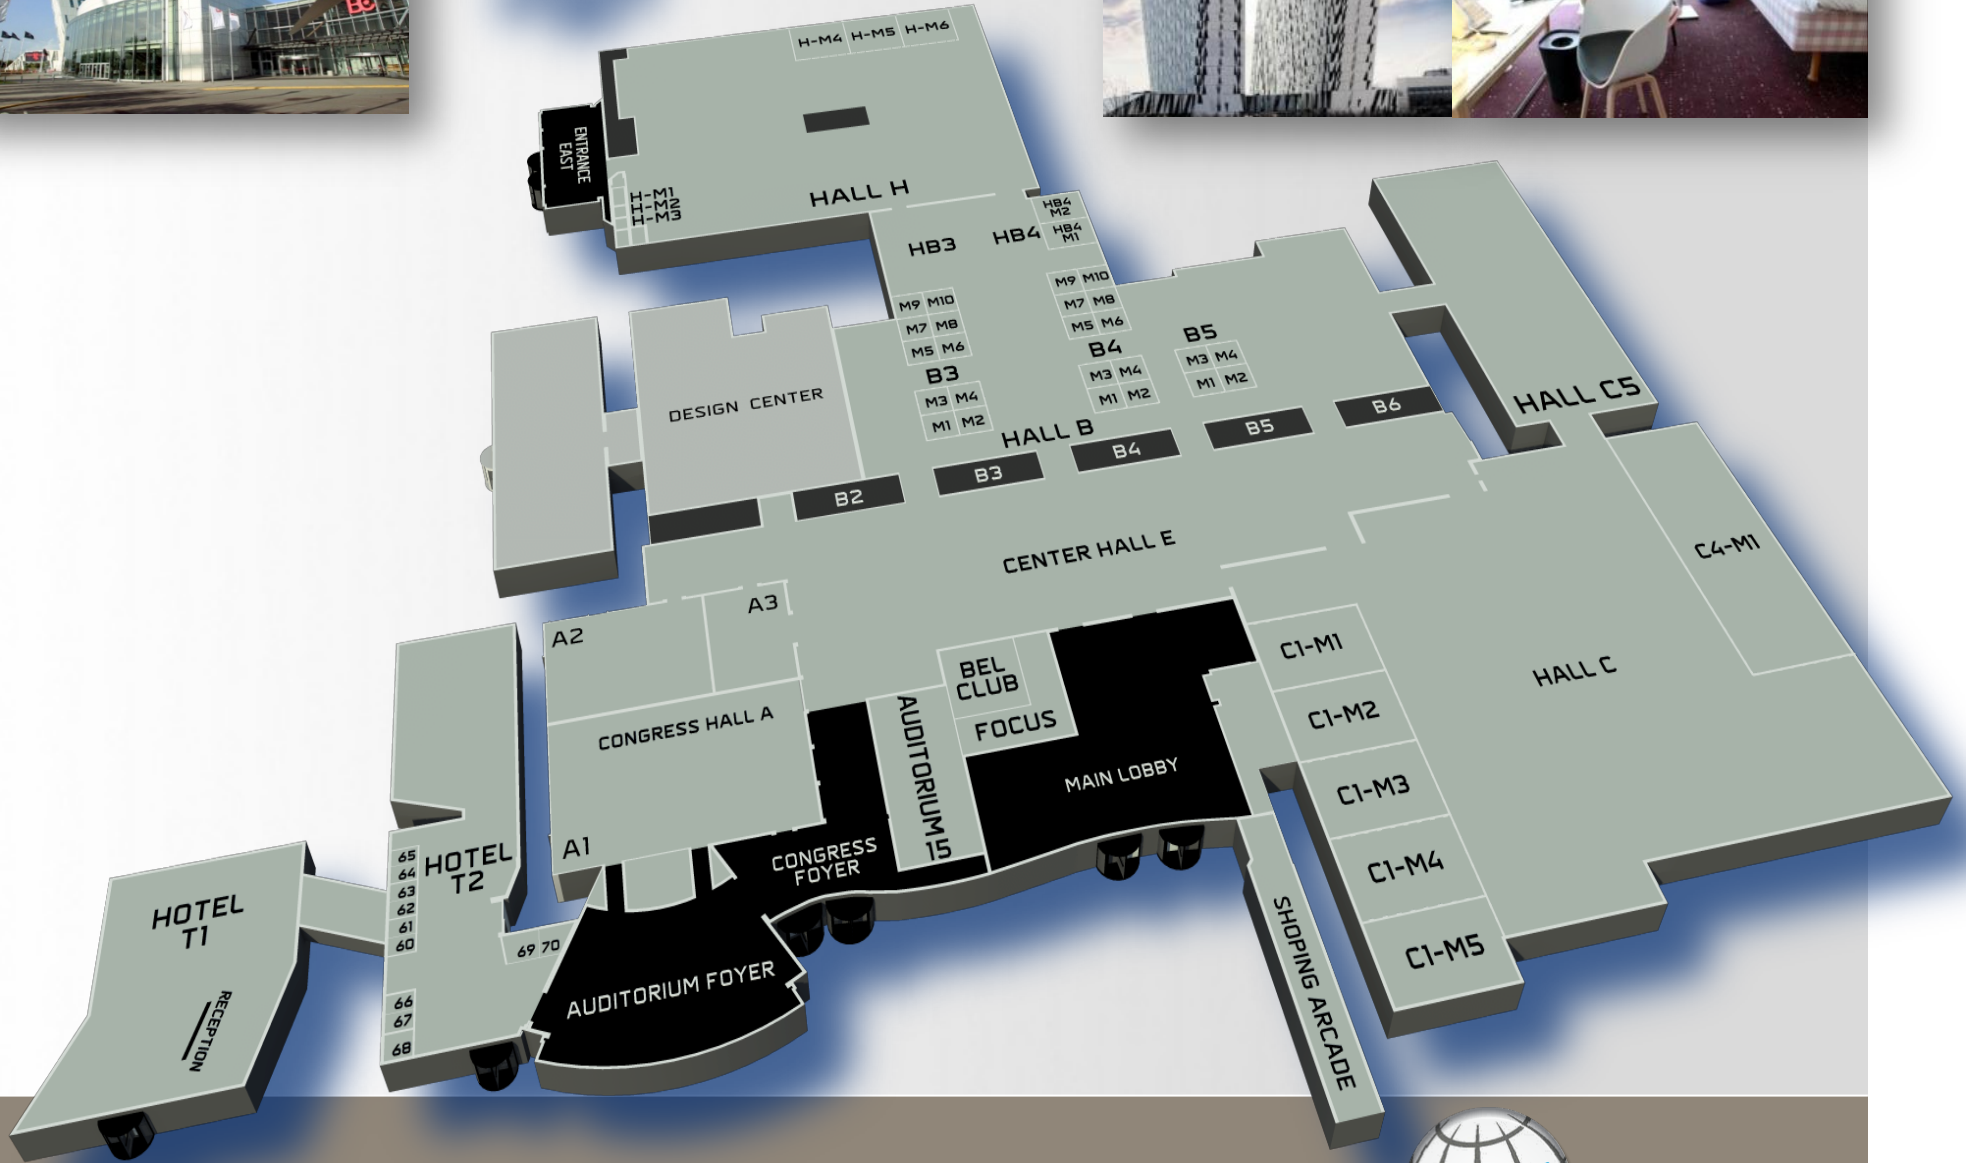 BC
H-M4 H-M5 H-M6
ENTRANCE
EAST
H-M1
H-M2
H-M3
HALL H
HB4
M2
HB4
M1
HB3
HB4
M9 M10
M7 M8
M5 M6
B3
M3 M4
M1 M2
M9 M10
M7 M8
M5 M6
B4
M3 M4
M1 M2
B5
M3 M4
M1 M2
HALL C5
DESIGN CENTER
HALL B
B2
B3
B4
B5
B6
CENTER HALL E
C4-M1
A2
A3
CONGRESS HALL A
A1
BEL
CLUB
FOCUS
AUDITORIUM 15
MAIN LOBBY
C1-M1
C1-M2
C1-M3
C1-M4
C1-M5
HALL C
CONGRESS
FOYER
HOTEL
T2
65
64
63
62
61
60
69 70
66
67
68
HOTEL
T1
RECEPTION
AUDITORIUM FOYER
SHOPING ARCADE